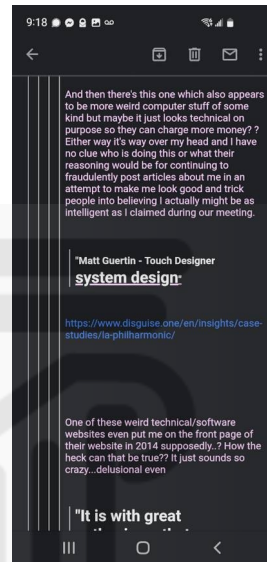 9:18
And then there's this one which also appears
to be more weird computer stuff of some
kind but maybe it just looks technical on
purpose so they can charge more money? ?
Either way it's way over my head and I have
no clue who is doing this or what their
reasoning would be for continuing to
fraudulently post articles about me in an
attempt to make me look good and trick
people into believing I actually might be as
intelligent as I claimed during our meeting.
"Matt Guertin - Touch Designer
system design"
https://www.disguise.one/en/insights/case-
studies/la-philharmonic/
One of these weird technical/software
websites even put me on the front page of
their website in 2014 supposedly..? How the
heck can that be true?? It just sounds so
crazy...delusional even
"It is with great